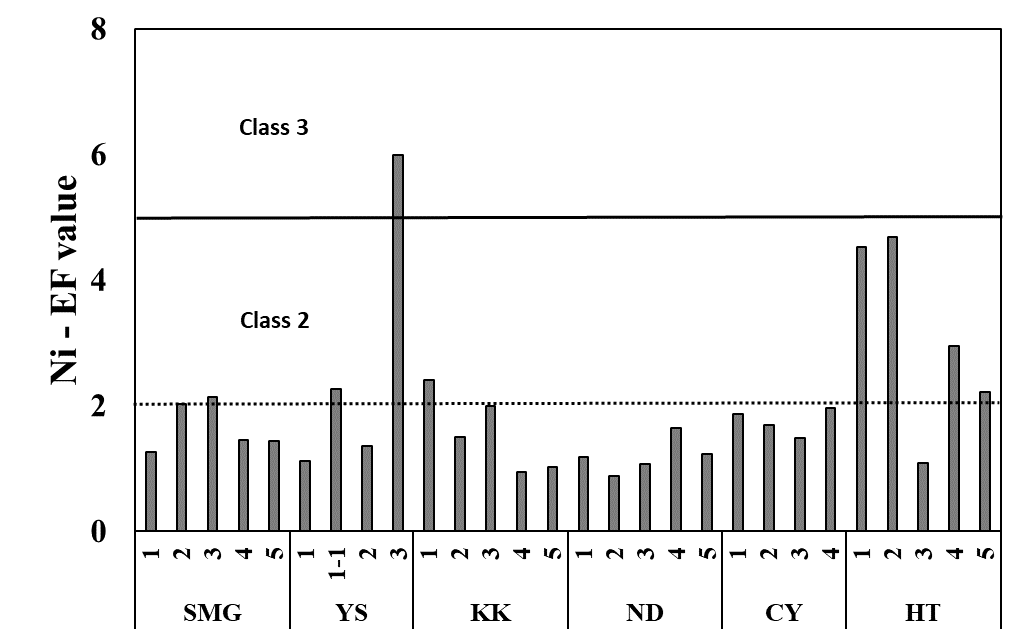 8
6
4
2
0
Ni - EF value
Class 3
Class 2
1 2 3 4 5 1 1-1 2 3 1 2 3 4 5 1 2 3 4 5 1 2 3 4 1 2 3 4 5
SMG YS KK ND CY HT